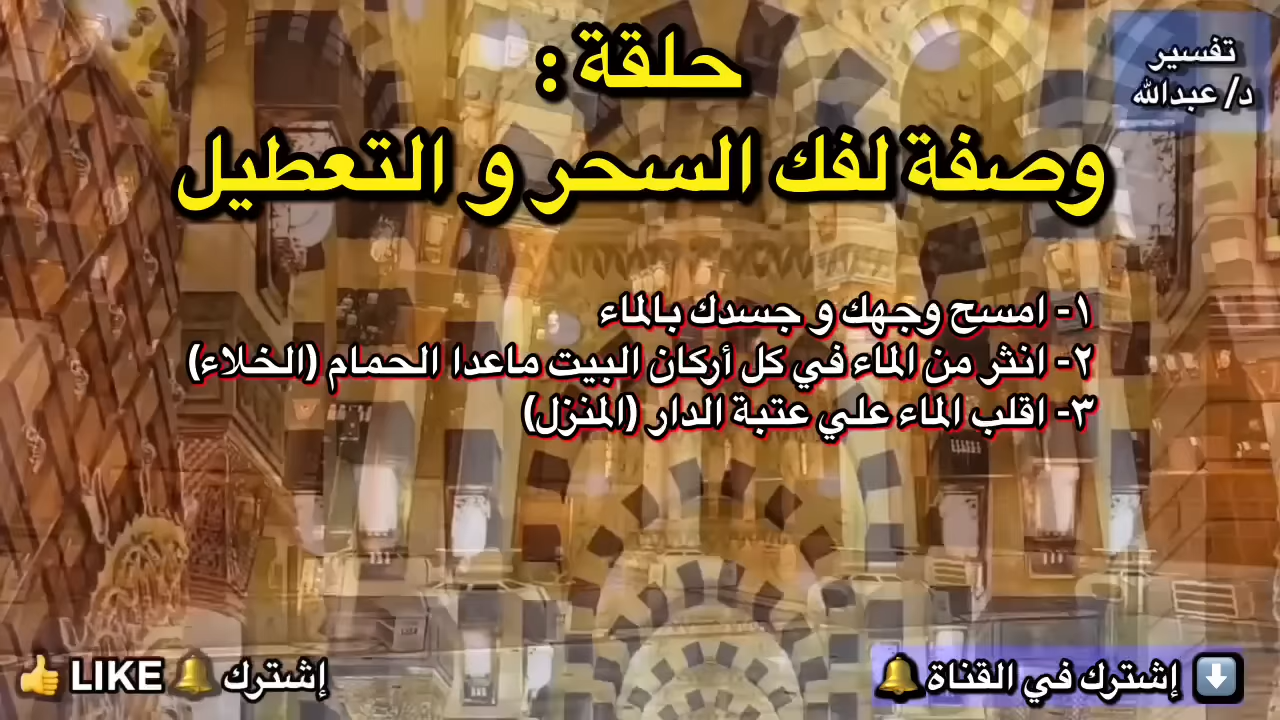 تفسير
د/ عبدالله
حلقة :
وصفة لفك السحر و التعطيل
١- امسح وجهك و جسدك بالماء
٢- انثر من الماء في كل أركان البيت ماعدا الحمام (الخلاء)
٣- اقلب الماء علي عتبة الدار (المنزل)
إشترك في القناة
إشترك LIKE